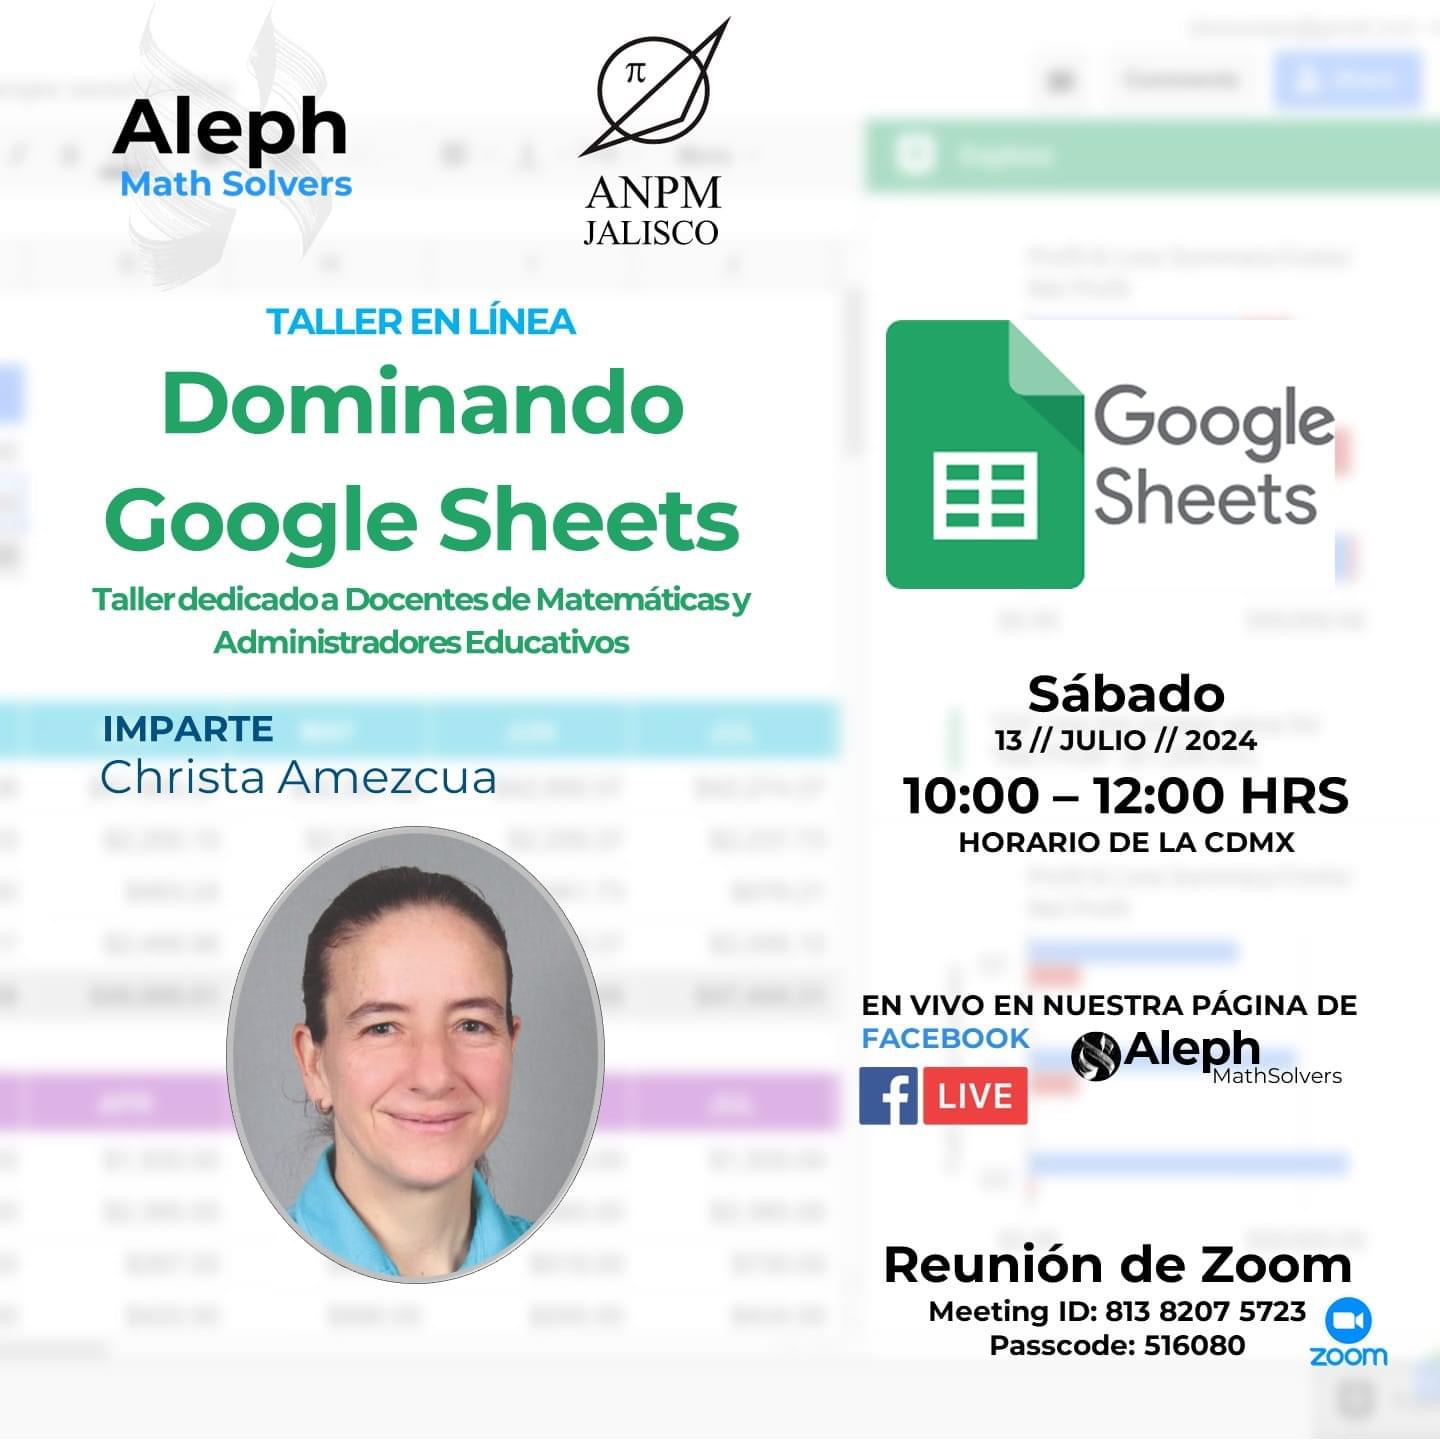 Aleph
Math Solvers
π
ANPM
JALISCO
TALLER EN LÍNEA
Dominando
Google Sheets
Taller dedicado a Docentes de Matemáticas y
Administradores Educativos
IMPARTE
Christa Amezcua
Google
Sheets
Sábado
13 // JULIO // 2024
10:00 – 12:00 HRS
HORARIO DE LA CDMX
EN VIVO EN NUESTRA PÁGINA DE
FACEBOOK
f LIVE
Aleph
MathSolvers
Reunión de Zoom
Meeting ID: 813 8207 5723
Passcode: 516080
zoom